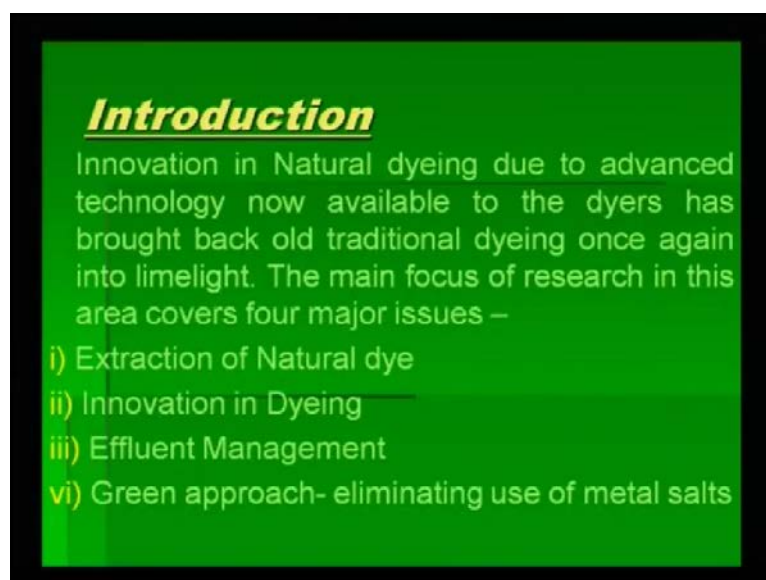 Introduction
Innovation in Natural dyeing due to advanced
technology now available to the dyers has
brought back old traditional dyeing once again
into limelight. The main focus of research in this
area covers four major issues –
i) Extraction of Natural dye
ii) Innovation in Dyeing
iii) Effluent Management
vi) Green approach- eliminating use of metal salts